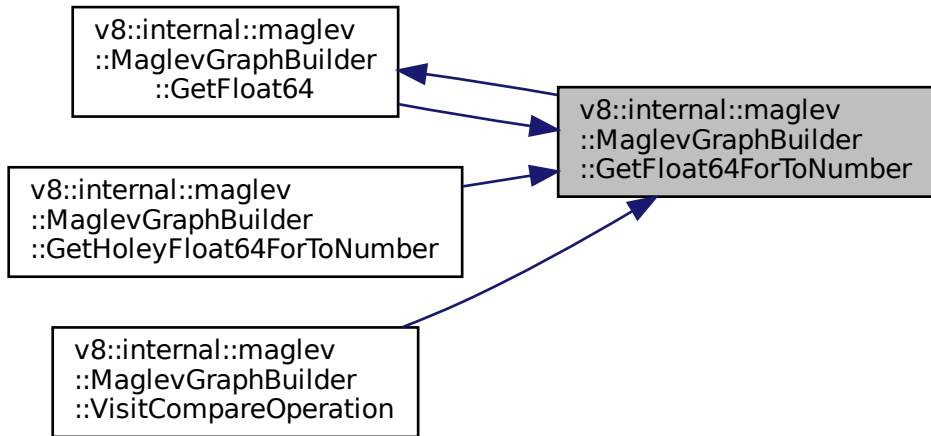 v8::internal::maglev
::MaglevGraphBuilder
::GetFloat64
v8::internal::maglev
::MaglevGraphBuilder
::GetFloat64ForToNumber
v8::internal::maglev
::MaglevGraphBuilder
::GetHoleyFloat64ForToNumber
v8::internal::maglev
::MaglevGraphBuilder
::VisitCompareOperation